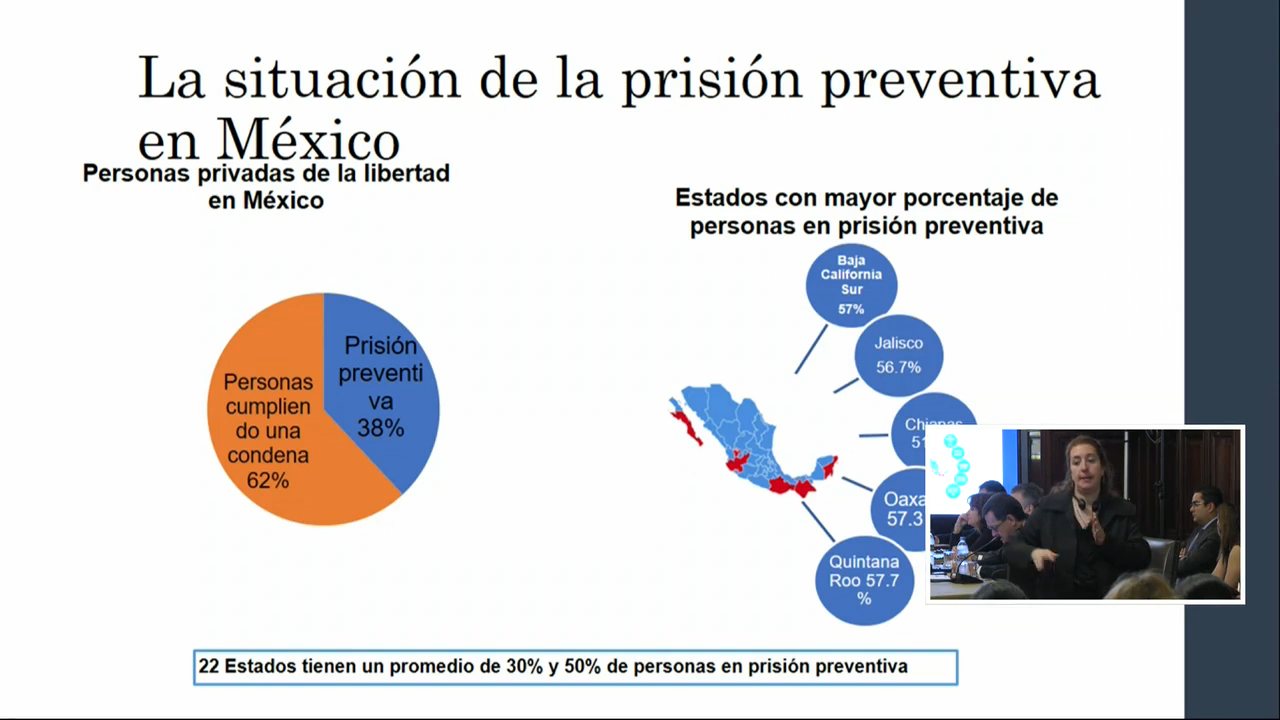 La situación de la prisión preventiva
en México
Personas privadas de la libertad
en México
Prisión
preventi
va
38%
Personas
cumplien
do una
condena
62%
Estados con mayor porcentaje de
personas en prisión preventiva
Baja
California
Sur
57%
Jalisco
56.7%
Chiapas
Quintana
Roo 57.7
%
22 Estados tienen un promedio de 30% y 50% de personas en prisión preventiva